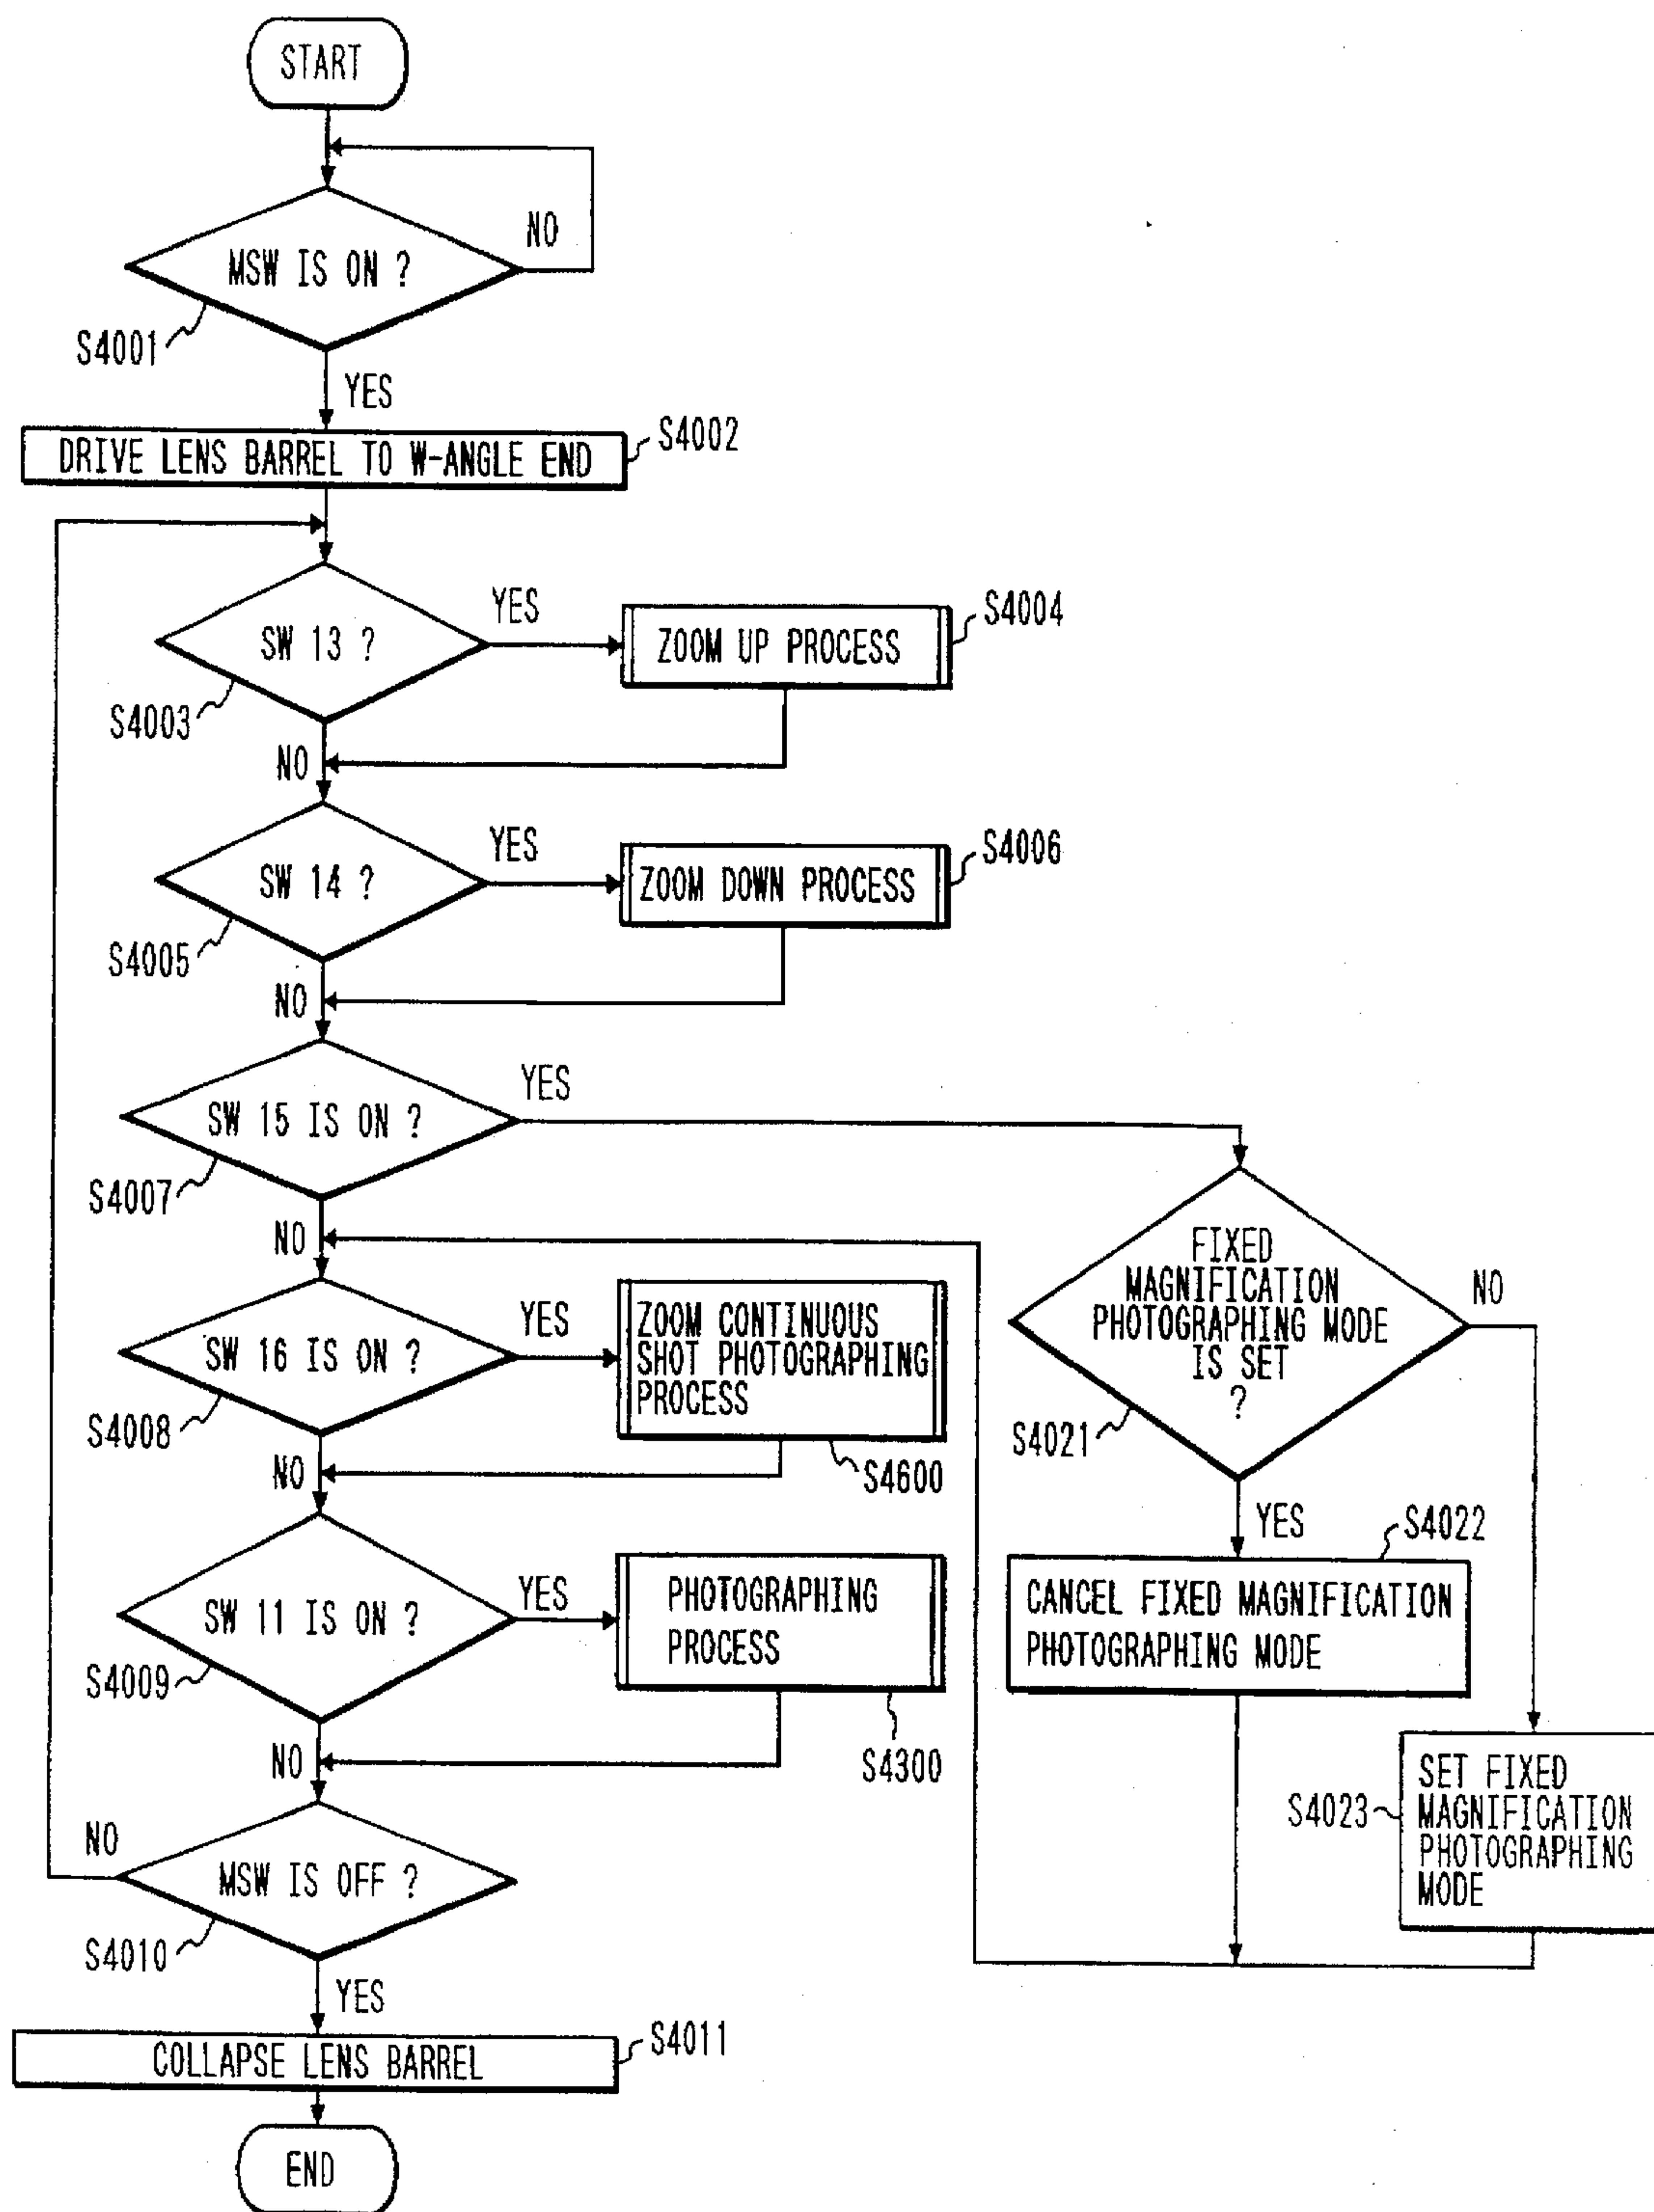 START
NO
MSW IS ON ?
S4001
YES
DRIVE LENS BARREL TO W-ANGLE END
S4002
SW 13 ?
YES
ZOOM UP PROCESS
S4004
S4003
NO
SW 14 ?
YES
ZOOM DOWN PROCESS
S4006
S4005
NO
SW 15 IS ON ?
YES
S4007
NO
FIXED
MAGNIFICATION
PHOTOGRAPHING MODE
IS SET
?
NO
S4021
YES
S4022
CANCEL FIXED MAGNIFICATION
PHOTOGRAPHING MODE
S4023
SET FIXED
MAGNIFICATION
PHOTOGRAPHING
MODE
SW 16 IS ON ?
YES
ZOOM CONTINUOUS
SHOT PHOTOGRAPHING
PROCESS
S4008
S4600
NO
SW 11 IS ON ?
YES
PHOTOGRAPHING
PROCESS
S4009
S4300
NO
NO
MSW IS OFF ?
S4010
YES
COLLAPSE LENS BARREL
S4011
END